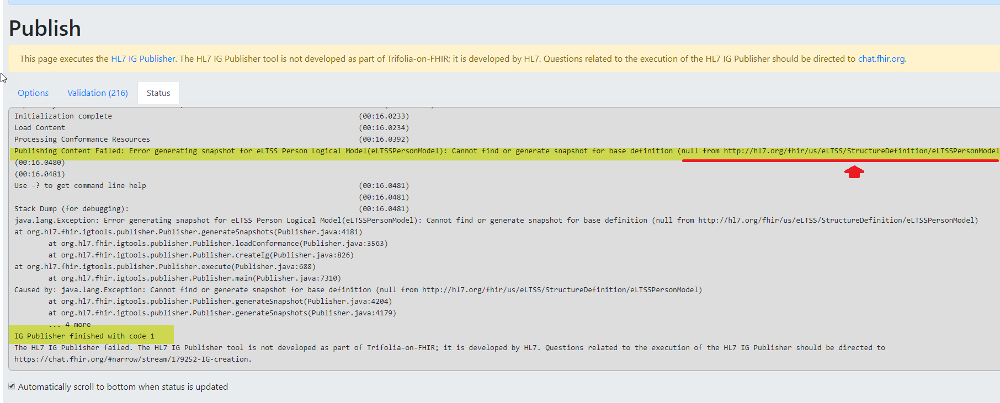 Publish
This page executes the HL7 IG Publisher. The HL7 IG Publisher tool is not developed as part of Trifolia-on-FHIR; it is developed by HL7. Questions related to the execution of the HL7 IG Publisher should be directed to chat.fhir.org.
Options Validation (216) Status
Initialization complete (00:16.0233)
Load Content (00:16.0234)
Processing Conformance Resources (00:16.0392)
Publishing Content Failed: Error generating snapshot for eLTSS Person Logical Model(eLTSSPersonModel): Cannot find or generate snapshot for base definition (null from http://hl7.org/fhir/us/eLTSS/StructureDefinition/eLTSSPersonModel
(00:16.0480)
(00:16.0481)
Use -? to get command line help (00:16.0481)
(00:16.0481)
Stack Dump (for debugging): (00:16.0481)
java.lang.Exception: Error generating snapshot for eLTSS Person Logical Model(eLTSSPersonModel): Cannot find or generate snapshot for base definition (null from http://hl7.org/fhir/us/eLTSS/StructureDefinition/eLTSSPersonModel)
at org.hl7.fhir.igtools.publisher.Publisher.generateSnapshots(Publisher.java:4181)
at org.hl7.fhir.igtools.publisher.Publisher.loadConformance(Publisher.java:3563)
at org.hl7.fhir.igtools.publisher.Publisher.createIg(Publisher.java:826)
at org.hl7.fhir.igtools.publisher.Publisher.execute(Publisher.java:688)
at org.hl7.fhir.igtools.publisher.Publisher.main(Publisher.java:7310)
Caused by: java.lang.Exception: Cannot find or generate snapshot for base definition (null from http://hl7.org/fhir/us/eLTSS/StructureDefinition/eLTSSPersonModel)
at org.hl7.fhir.igtools.publisher.Publisher.generateSnapshot(Publisher.java:4204)
at org.hl7.fhir.igtools.publisher.Publisher.generateSnapshots(Publisher.java:4179)
... 4 more
IG Publisher finished with code 1
The HL7 IG Publisher failed. The HL7 IG Publisher tool is not developed as part of Trifolia-on-FHIR; it is developed by HL7. Questions related to the execution of the HL7 IG Publisher should be directed to
https://chat.fhir.org/#narrow/stream/179252-IG-creation.
Automatically scroll to bottom when status is updated